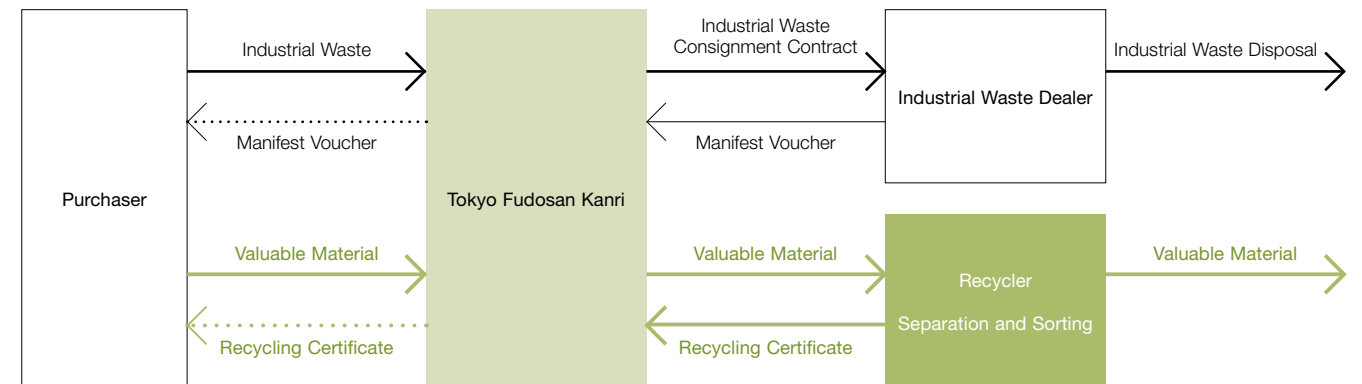 Industrial Waste
Industrial Waste
Consignment Contract
Industrial Waste Disposal
Industrial Waste Dealer
Manifest Voucher
Manifest Voucher
Purchaser
Tokyo Fudosan Kanri
Valuable Material
Valuable Material
Valuable Material
Recycler
Separation and Sorting
Recycling Certificate
Recycling Certificate